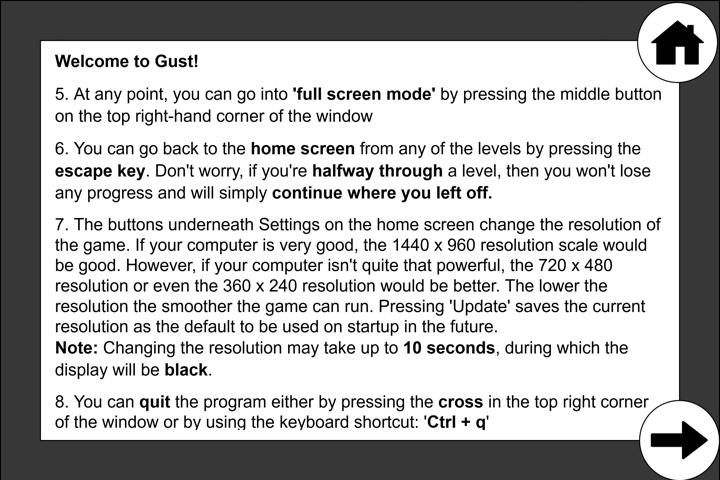 Welcome to Gust!
5. At any point, you can go into 'full screen mode' by pressing the middle button
on the top right-hand corner of the window
6. You can go back to the home screen from any of the levels by pressing the
escape key. Don't worry, if you're halfway through a level, then you won't lose
any progress and will simply continue where you left off.
7. The buttons underneath Settings on the home screen change the resolution of
the game. If your computer is very good, the 1440 x 960 resolution scale would
be good. However, if your computer isn't quite that powerful, the 720 x 480
resolution or even the 360 x 240 resolution would be better. The lower the
resolution the smoother the game can run. Pressing 'Update' saves the current
resolution as the default to be used on startup in the future.
Note: Changing the resolution may take up to 10 seconds, during which the
display will be black.
8. You can quit the program either by pressing the cross in the top right corner
of the window or by using the keyboard shortcut: 'Ctrl + q'